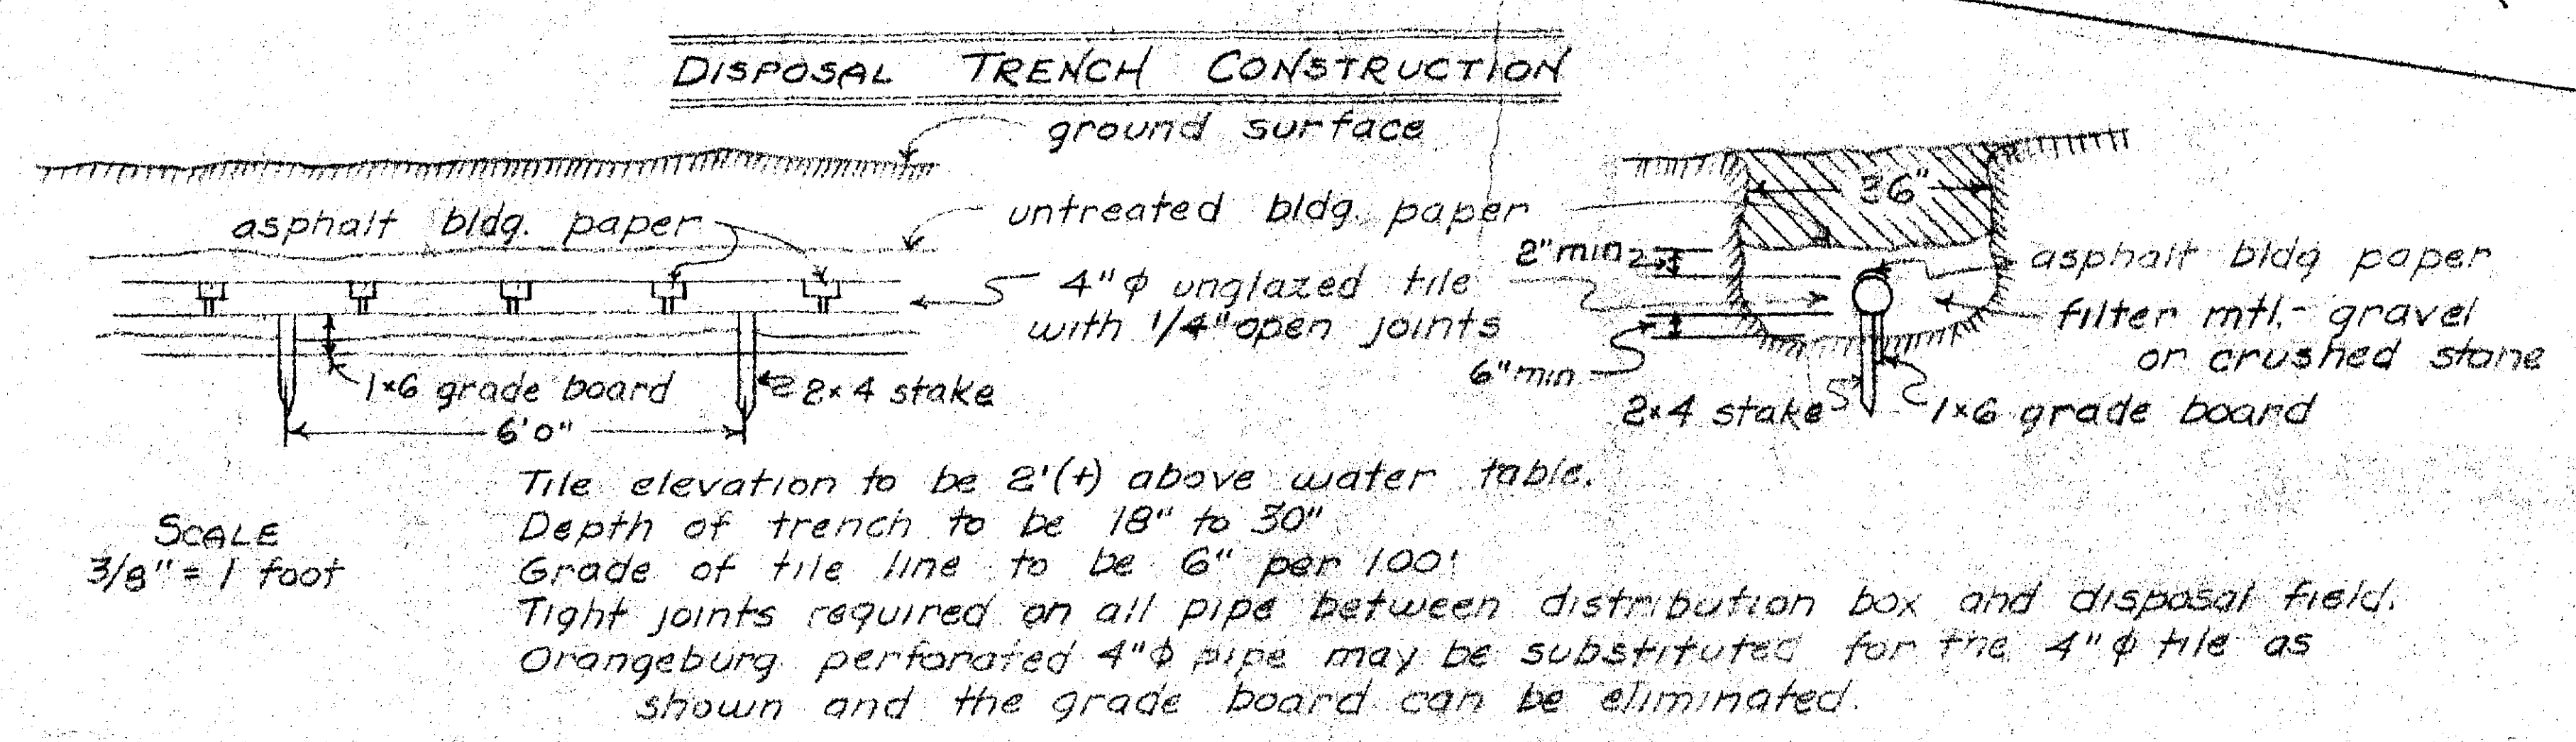 DISPOSAL TRENCH CONSTRUCTION
ground surface
asphalt bldg. paper
untreated bldg. paper
4"ϕ unglazed tile
with 1/4" open joints
1×6 grade board
2×4 stake
6'0"
36"
2" min
6" min
asphalt bldg paper
filter mtl.- gravel
or crushed stone
2×4 stake
1×6 grade board
SCALE
3/8" = 1 foot
Tile elevation to be 2'(+) above water table.
Depth of trench to be 18" to 30"
Grade of tile line to be 6" per 100'
Tight joints required on all pipe between distribution box and disposal field.
Orangeburg perforated 4"ϕ pipe may be substituted for the 4"ϕ tile as
shown and the grade board can be eliminated.